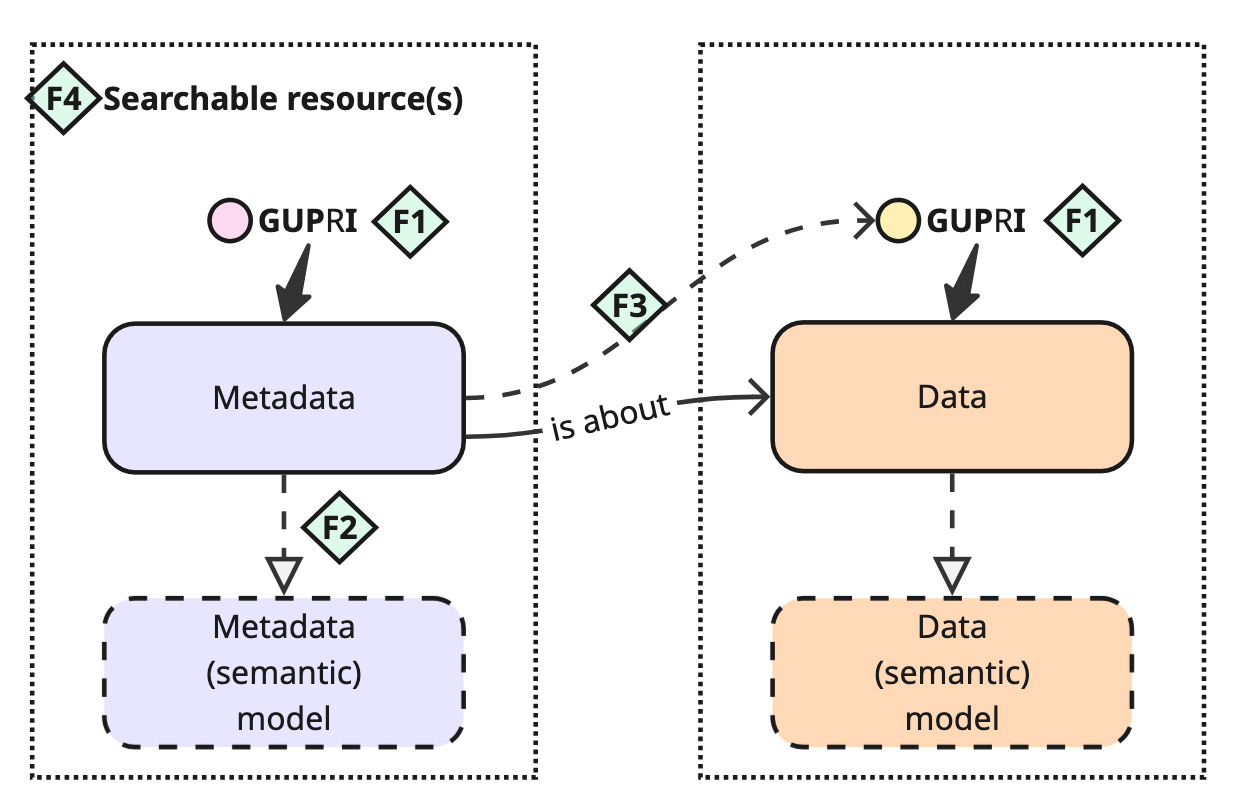 F4 Searchable resource(s)
GUPRI F1
GUPRI F1
F3
Metadata
is about
Data
F2
Metadata
(semantic)
model
Data
(semantic)
model